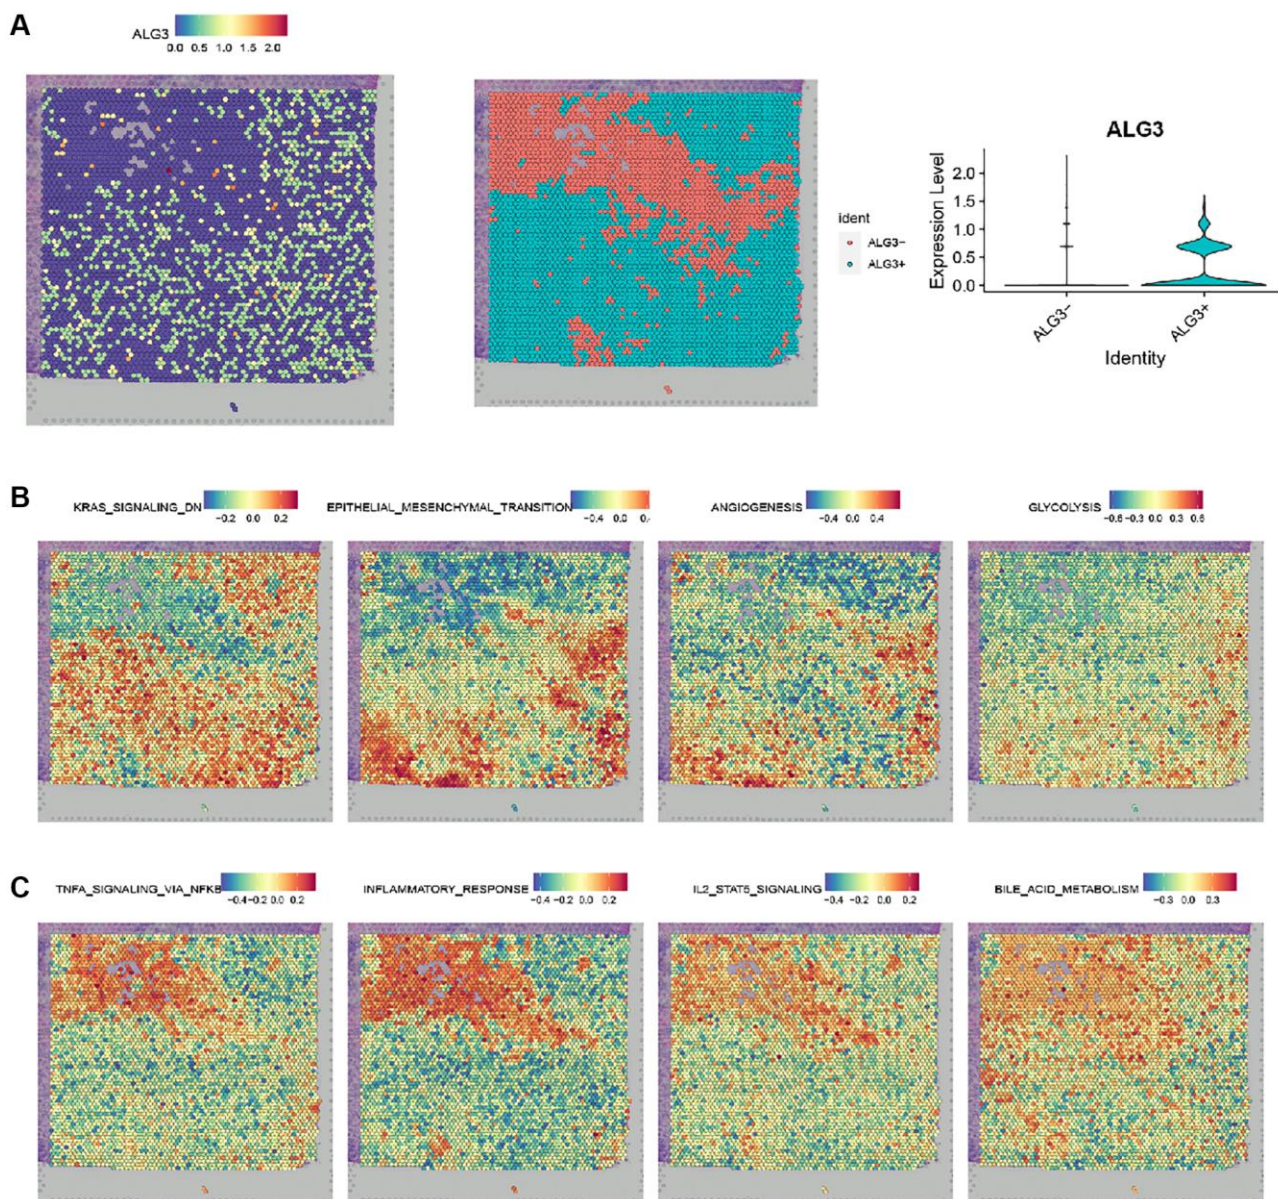 A
ALG3
0.0 0.5 1.0 1.5 2.0
ident
ALG3−
ALG3+
ALG3
Expression Level
2.0
1.5
1.0
0.5
0.0
ALG3−
ALG3+
Identity
B
KRAS_SIGNALING_DN
−0.2 0.0 0.2
EPITHELIAL_MESENCHYMAL_TRANSITION
−0.4 0.0 0.
ANGIOGENESIS
−0.4 0.0 0.4
GLYCOLYSIS
−0.6−0.3 0.0 0.3 0.6
C
TNFA_SIGNALING_VIA_NFKB
−0.4−0.2 0.0 0.2
INFLAMMATORY_RESPONSE
−0.4 −0.2 0.0 0.2
IL2_STAT5_SIGNALING
−0.4 −0.2 0.0 0.2
BILE_ACID_METABOLISM
−0.3 0.0 0.3